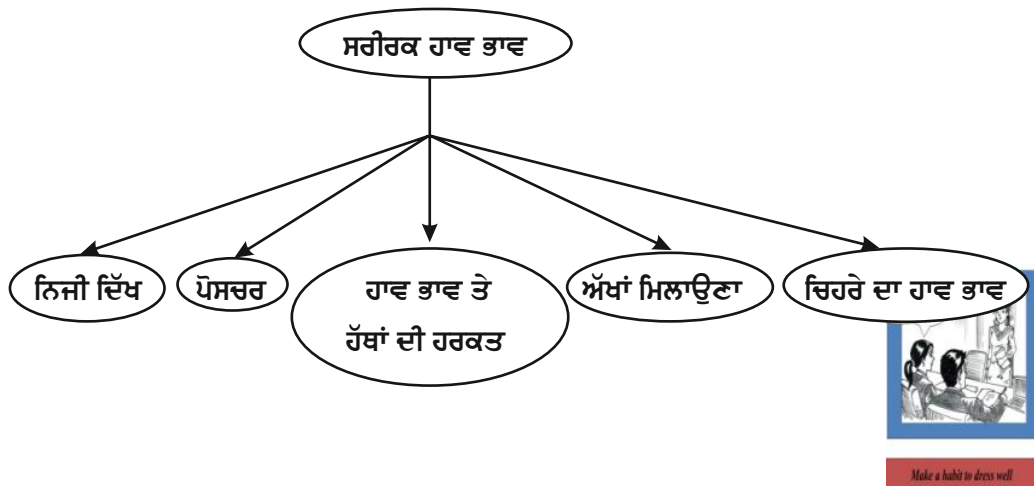 ਸਰੀਰਕ ਹਾਵ ਭਾਵ
ਨਿਜੀ ਦਿੱਖ
ਪੋਸਚਰ
ਹਾਵ ਭਾਵ ਤੇ
ਹੱਥਾਂ ਦੀ ਹਰਕਤ
ਅੱਖਾਂ ਮਿਲਾਉਣਾ
ਚਿਹਰੇ ਦਾ ਹਾਵ ਭਾਵ
Make a habit to dress well